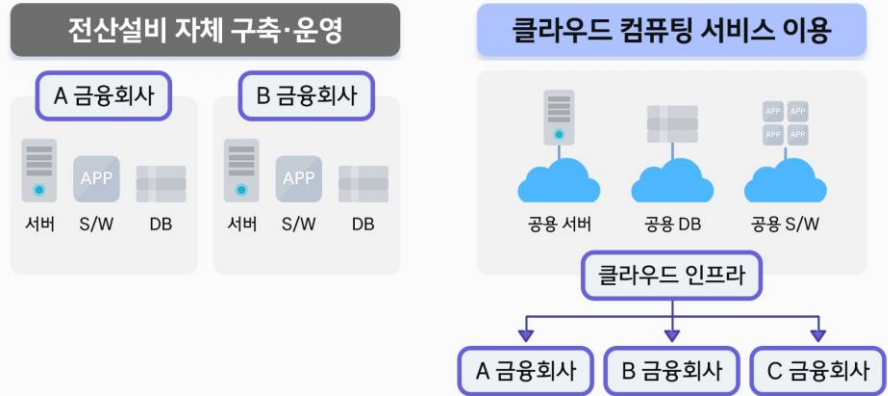 전산설비 자체 구축·운영
A 금융회사
B 금융회사
APP
서버 S/W DB
APP
서버 S/W DB
클라우드 컴퓨팅 서비스 이용
APP APP
APP APP
공용 서버 공용 DB 공용 S/W
클라우드 인프라
A 금융회사 B 금융회사 C 금융회사